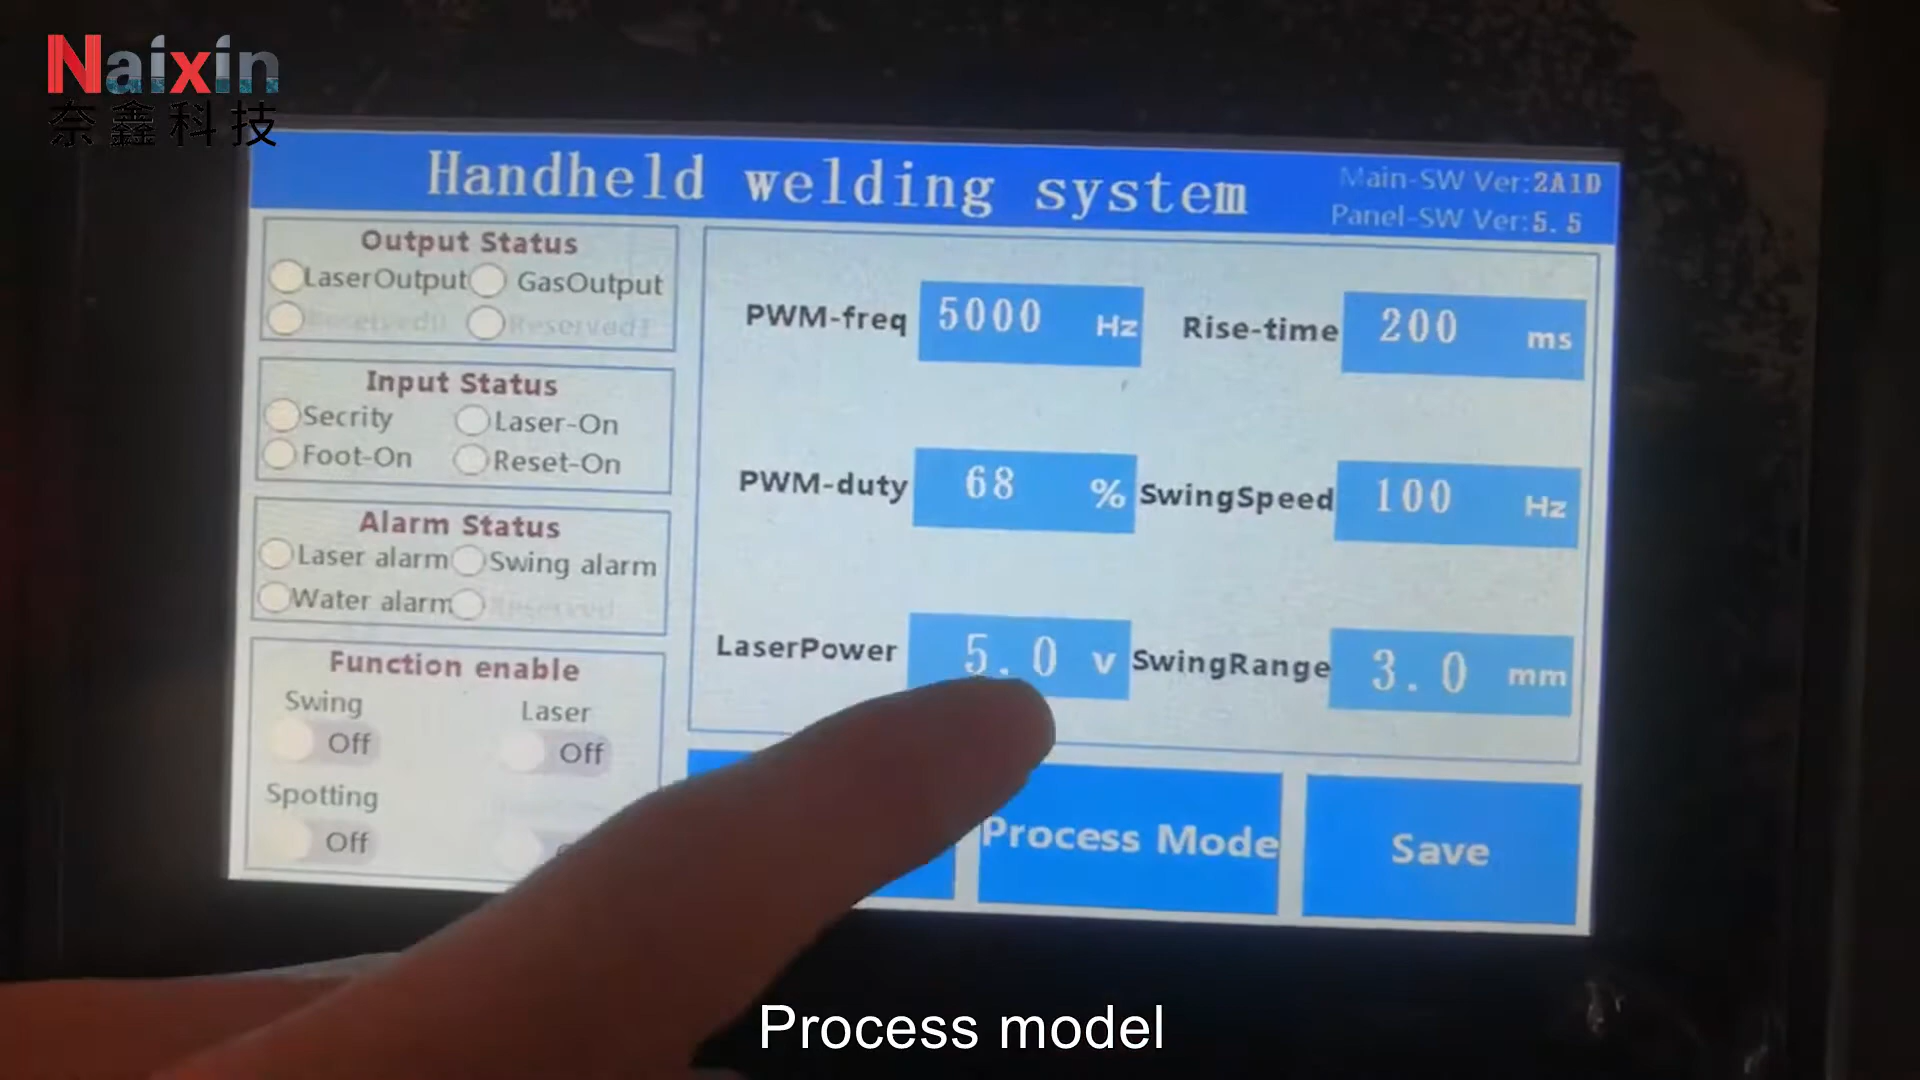 Naixin
奈鑫科技
Handheld welding system
Main-SW Ver:2A1D
Panel-SW Ver:5.5
Output Status
LaserOutput GasOutput
Reserved1
Input Status
Secrity Laser-On
Foot-On Reset-On
Alarm Status
Laser alarm Swing alarm
Water alarm Reserved
Function enable
Swing Laser
Off Off
Spotting
Off
PWM-freq 5000 Hz Rise-time 200 ms
PWM-duty 68 % SwingSpeed 100 Hz
LaserPower 5.0 v SwingRange 3.0 mm
Process Mode Save
Process model